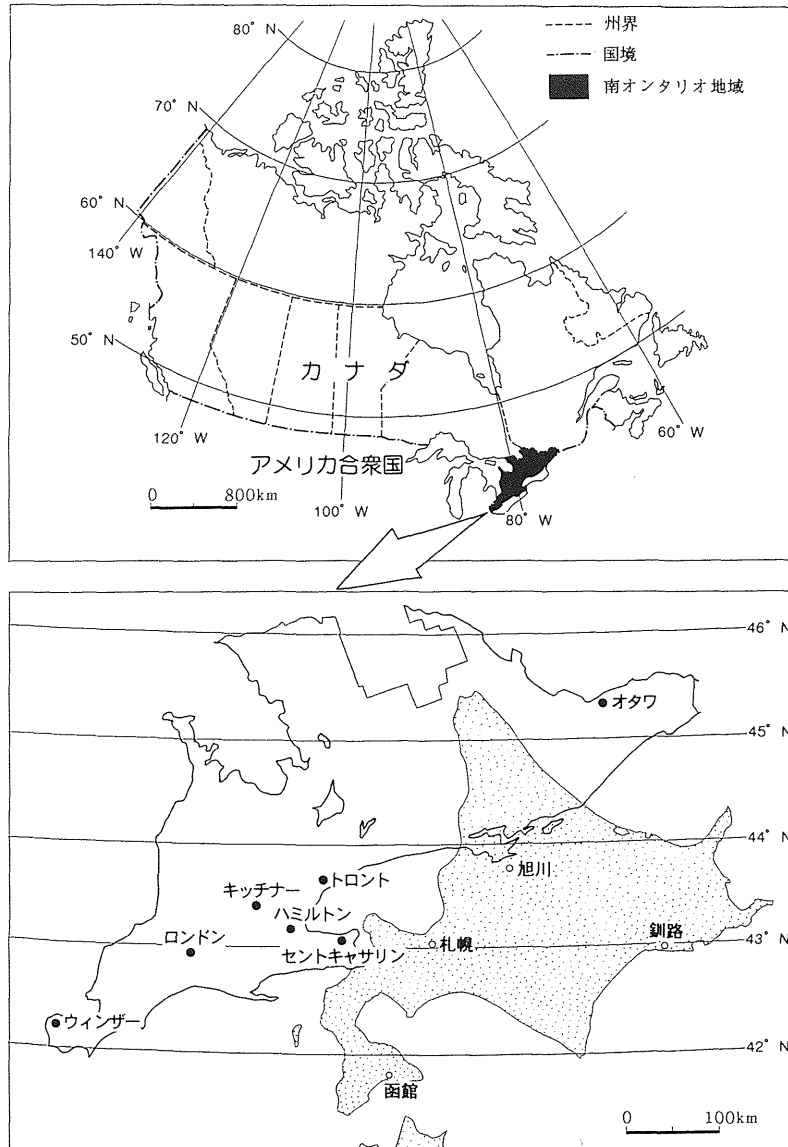 80° N
州界
国境
南オンタリオ地域
70° N
60° N
140° W
50° N
カナダ
120° W
60° W
アメリカ合衆国
0 800km
100° W
80° W
46° N
オタワ
45° N
44° N
旭川
トロント
キッチナー
ハミルトン
ロンドン
セントキャサリン
札幌
釧路
43° N
ウィンザー
42° N
函館
0 100km